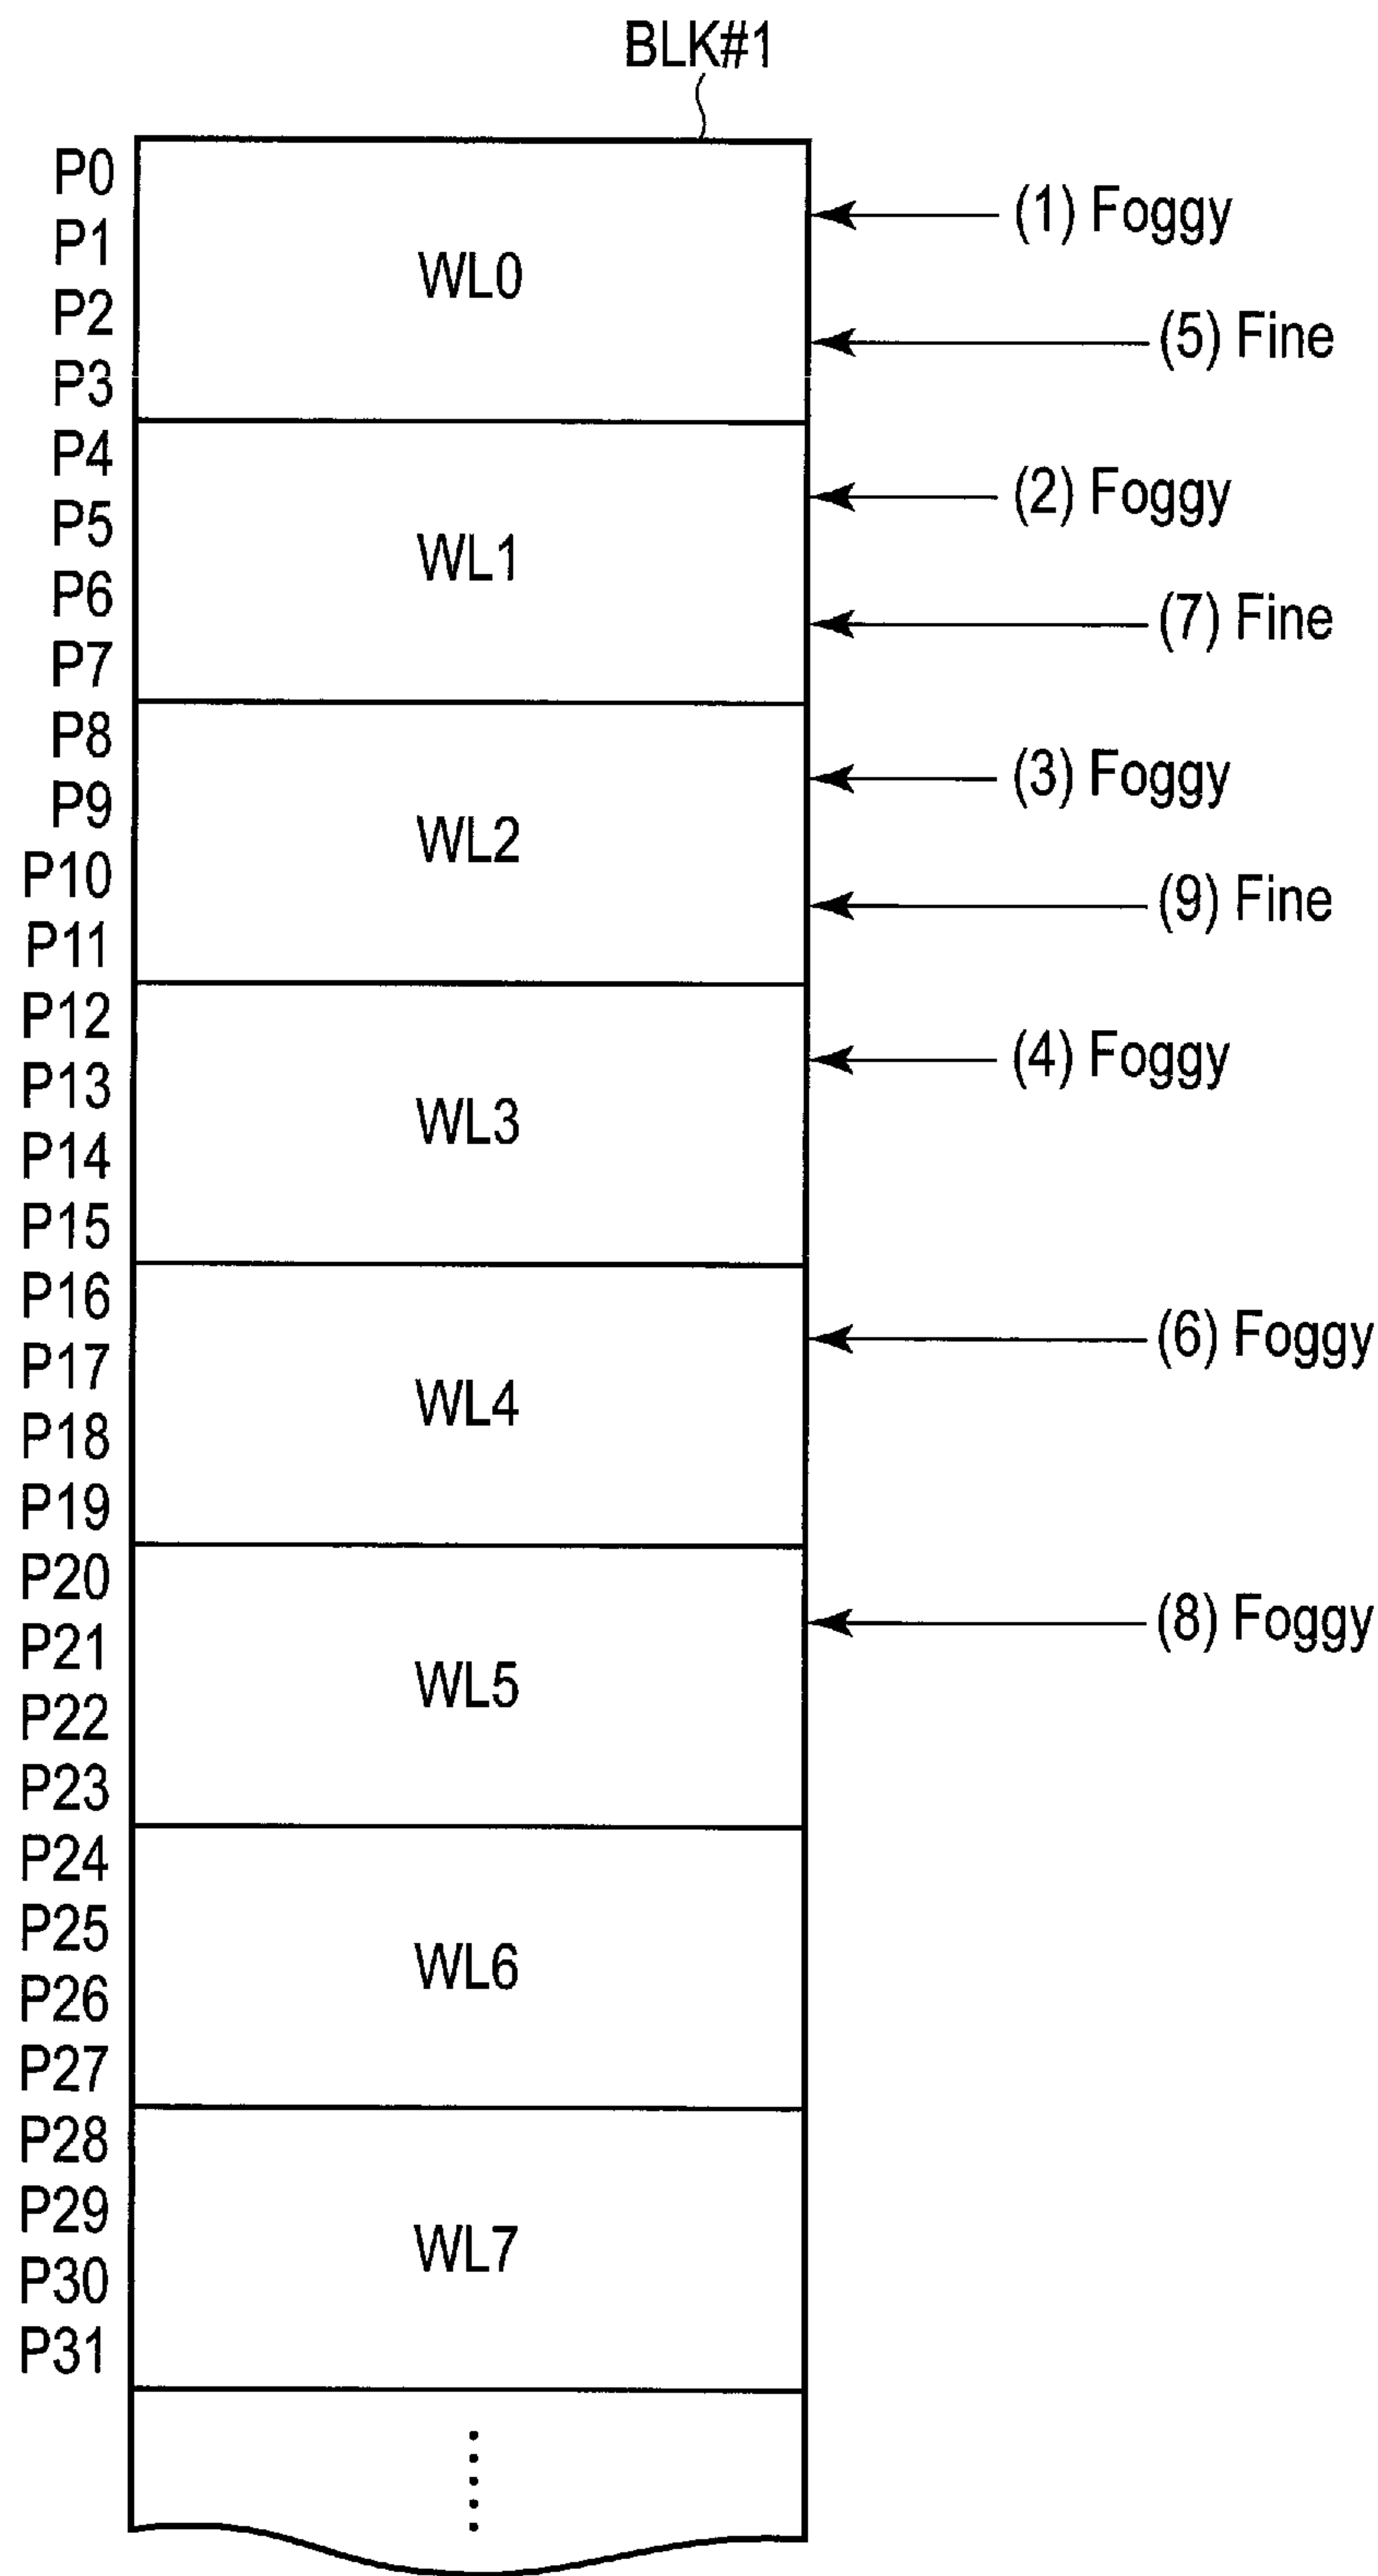 BLK#1
P0
(1) Foggy
P1
WL0
P2
(5) Fine
P3
P4
(2) Foggy
P5
WL1
P6
(7) Fine
P7
P8
(3) Foggy
P9
WL2
P10
(9) Fine
P11
P12
(4) Foggy
P13
WL3
P14
P15
P16
(6) Foggy
P17
WL4
P18
P19
P20
(8) Foggy
P21
WL5
P22
P23
P24
P25
WL6
P26
P27
P28
P29
WL7
P30
P31